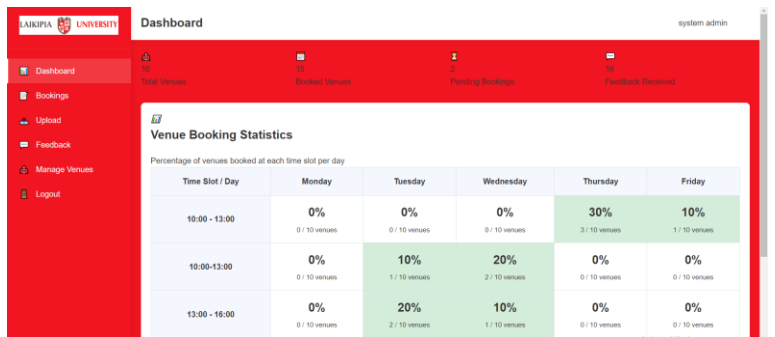 LAIKIPIA UNIVERSITY
Dashboard
system admin
Dashboard
Bookings
Upload
Feedback
Manage Venues
Logout
10
Total Venues
15
Booked Venues
2
Pending Bookings
16
Feedback Received
Venue Booking Statistics
Percentage of venues booked at each time slot per day
Time Slot / Day Monday Tuesday Wednesday Thursday Friday
10:00 - 13:00 0% 0% 0% 30% 10%
0 / 10 venues 0 / 10 venues 0 / 10 venues 3 / 10 venues 1 / 10 venues
10:00-13:00 0% 10% 20% 0% 0%
0 / 10 venues 1 / 10 venues 2 / 10 venues 0 / 10 venues 0 / 10 venues
13:00 - 16:00 0% 20% 10% 0% 0%
0 / 10 venues 2 / 10 venues 1 / 10 venues 0 / 10 venues 0 / 10 venues